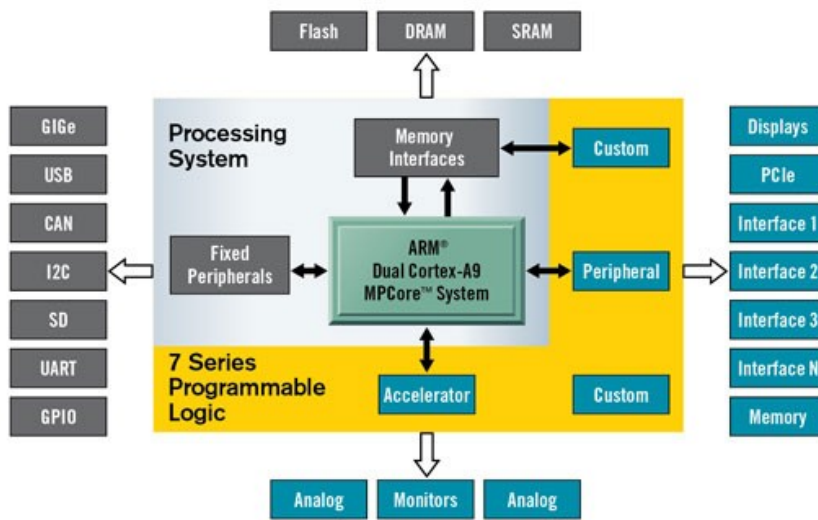 Flash
DRAM
SRAM
GIGe
USB
CAN
I2C
SD
UART
GPIO
Processing
System
Memory
Interfaces
Custom
Fixed
Peripherals
ARM®
Dual Cortex-A9
MPCore™ System
Peripheral
7 Series
Programmable
Logic
Accelerator
Custom
Displays
PCIe
Interface 1
Interface 2
Interface 3
Interface N
Memory
Analog
Monitors
Analog